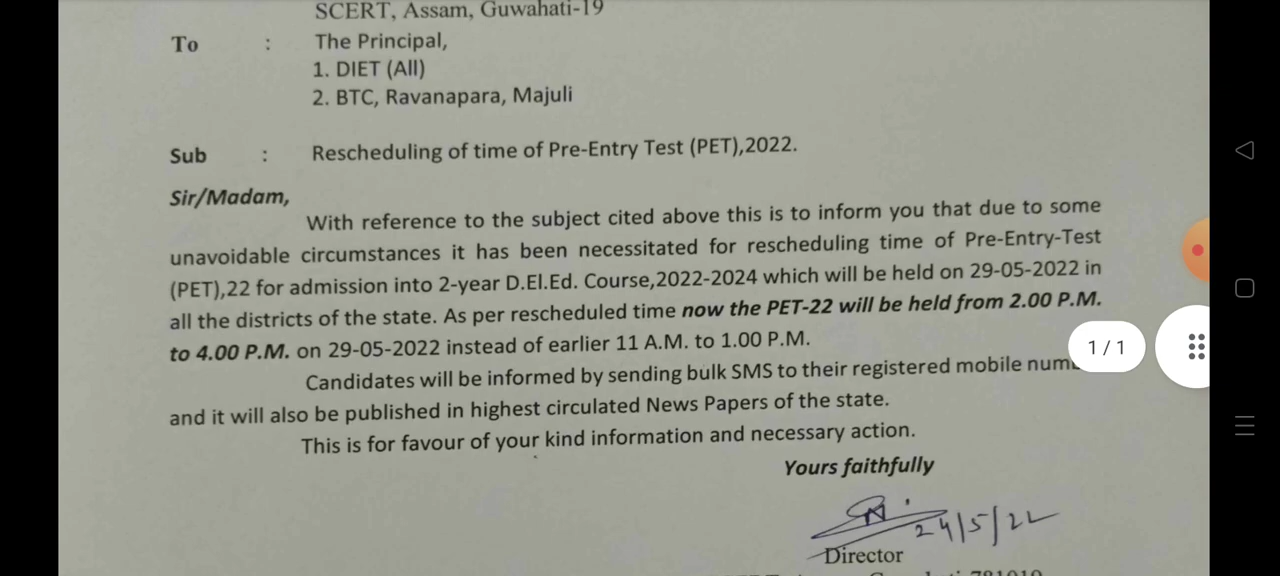 SCERT, Assam, Guwahati-19
To : The Principal,
1. DIET (All)
2. BTC, Ravanapara, Majuli
Sub : Rescheduling of time of Pre-Entry Test (PET),2022.
Sir/Madam,
With reference to the subject cited above this is to inform you that due to some
unavoidable circumstances it has been necessitated for rescheduling time of Pre-Entry-Test
(PET),22 for admission into 2-year D.El.Ed. Course,2022-2024 which will be held on 29-05-2022 in
all the districts of the state. As per rescheduled time now the PET-22 will be held from 2.00 P.M.
to 4.00 P.M. on 29-05-2022 instead of earlier 11 A.M. to 1.00 P.M.
1 / 1
Candidates will be informed by sending bulk SMS to their registered mobile
and it will also be published in highest circulated News Papers of the state.
This is for favour of your kind information and necessary action.
Yours faithfully
24/5/22
Director